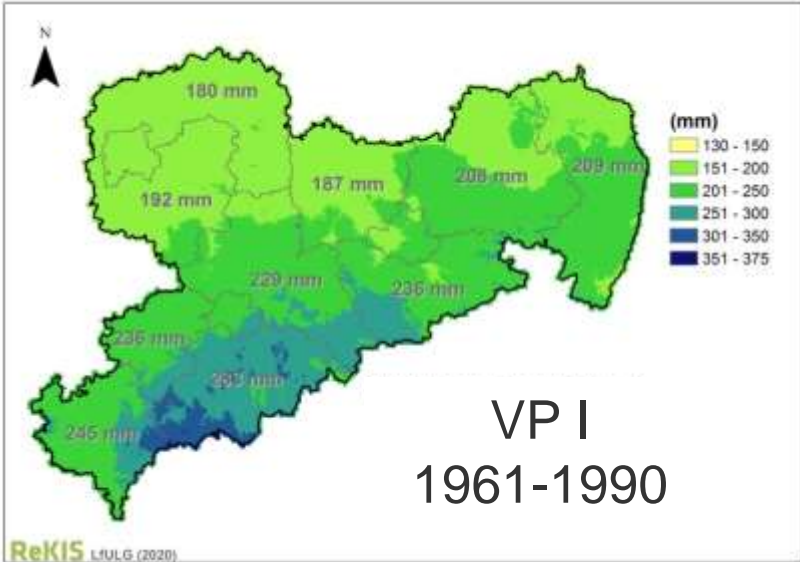 N
180 mm
(mm)
130 - 150
151 - 200
201 - 250
251 - 300
301 - 350
351 - 375
208 mm
209 mm
187 mm
192 mm
229 mm
236 mm
236 mm
mm
245 mm
VP I
1961-1990
ReKIS LfULG (2020)